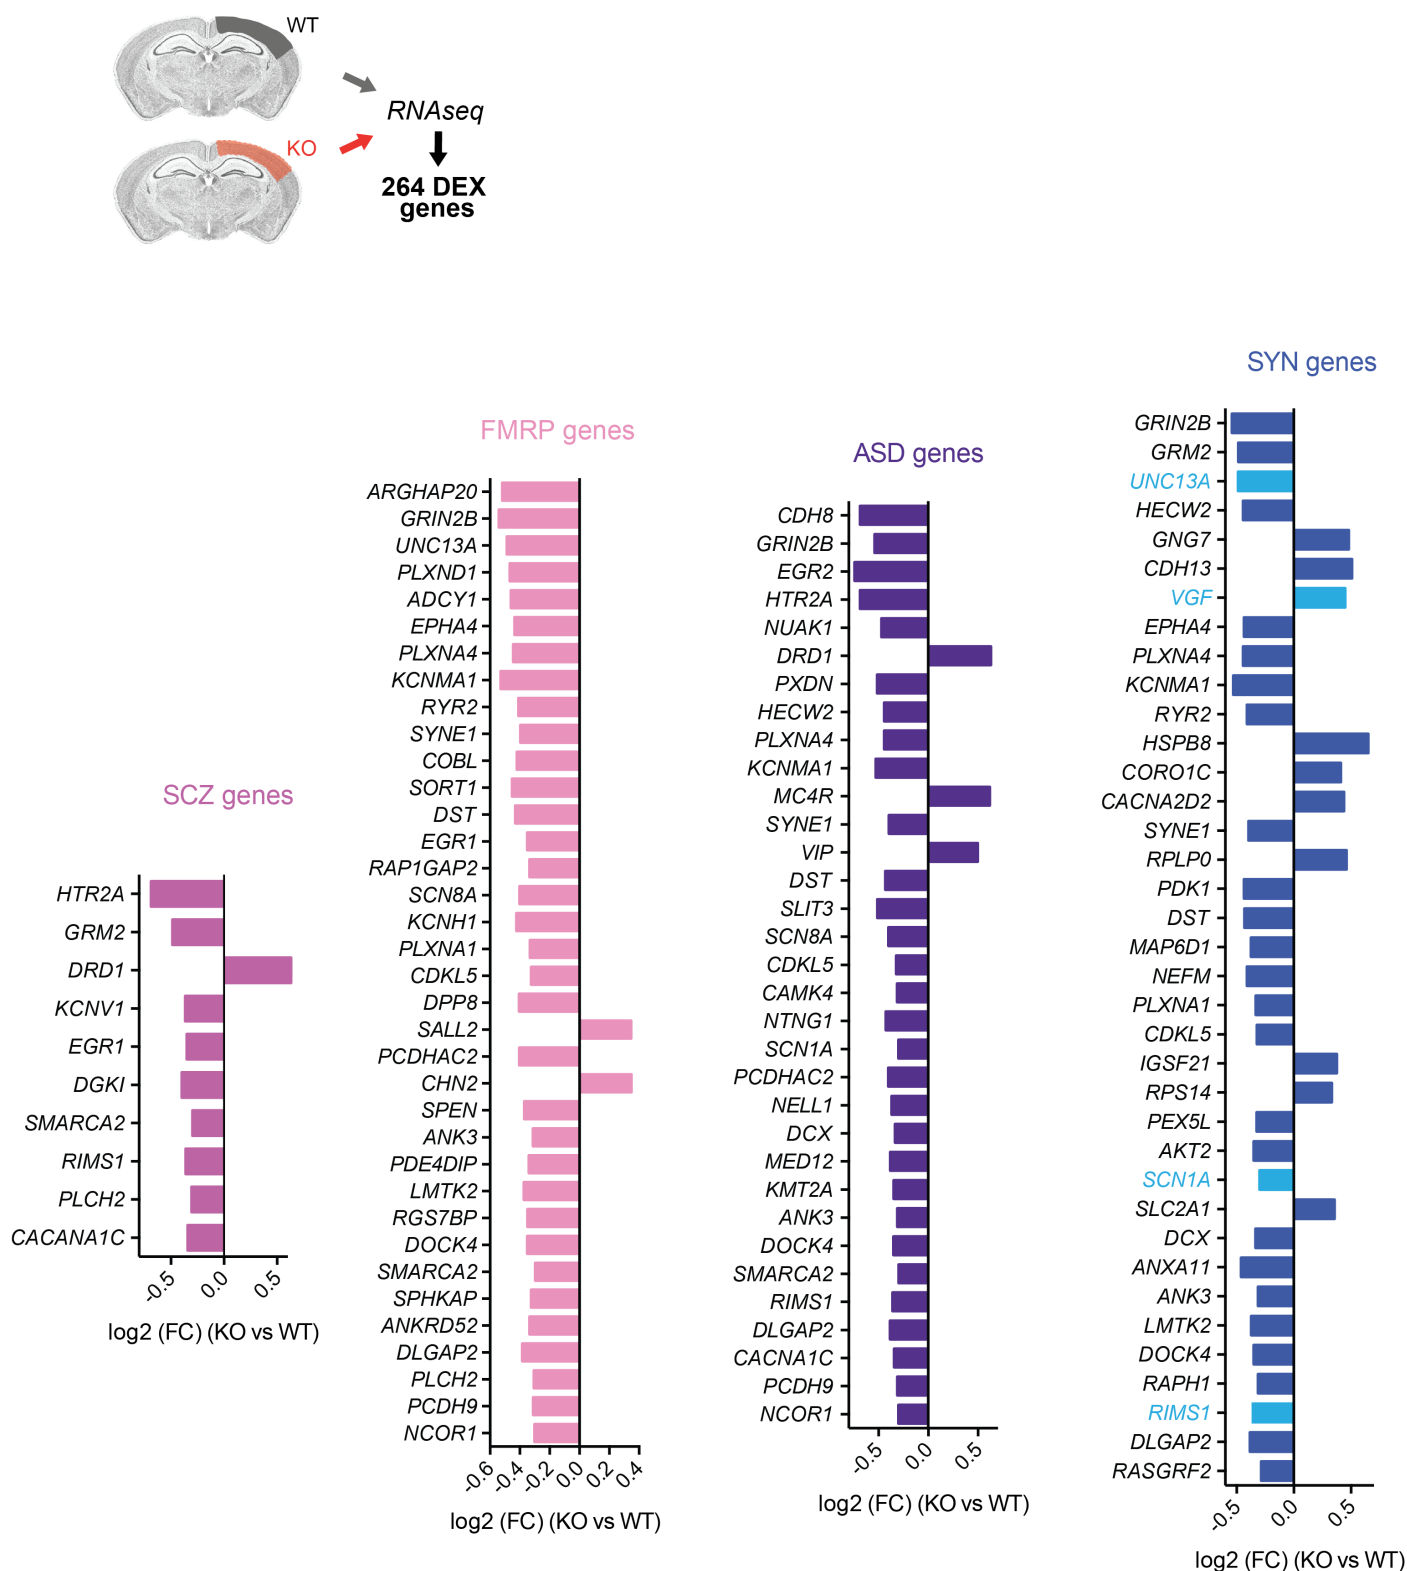 WT
KO
RNAseq
264 DEX
genes
SCZ genes
HTR2A
GRM2
DRD1
KCNV1
EGR1
DGKI
SMARCA2
RIMS1
PLCH2
CACANA1C
-0.5
0.0
0.5
log2 (FC) (KO vs WT)
FMRP genes
ARGHAP20
GRIN2B
UNC13A
PLXND1
ADCY1
EPHA4
PLXNA4
KCNMA1
RYR2
SYNE1
COBL
SORT1
DST
EGR1
RAP1GAP2
SCN8A
KCNH1
PLXNA1
CDKL5
DPP8
SALL2
PCDHAC2
CHN2
SPEN
ANK3
PDE4DIP
LMTK2
RGS7BP
DOCK4
SMARCA2
SPHKAP
ANKRD52
DLGAP2
PLCH2
PCDH9
NCOR1
-0.6
-0.4
-0.2
-0.0
0.2
0.4
log2 (FC) (KO vs WT)
ASD genes
CDH8
GRIN2B
EGR2
HTR2A
NUAK1
DRD1
PXDN
HECW2
PLXNA4
KCNMA1
MC4R
SYNE1
VIP
DST
SLIT3
SCN8A
CDKL5
CAMK4
NTNG1
SCN1A
PCDHAC2
NELL1
DCX
MED12
KMT2A
ANK3
DOCK4
SMARCA2
RIMS1
DLGAP2
CACNA1C
PCDH9
NCOR1
-0.5
0.0
0.5
log2 (FC) (KO vs WT)
SYN genes
GRIN2B
GRM2
UNC13A
HECW2
GNG7
CDH13
VGF
EPHA4
PLXNA4
KCNMA1
RYR2
HSPB8
CORO1C
CACNA2D2
SYNE1
RPLP0
PDK1
DST
MAP6D1
NEFM
PLXNA1
CDKL5
IGSF21
RPS14
PEX5L
AKT2
SCN1A
SLC2A1
DCX
ANXA11
ANK3
LMTK2
DOCK4
RAPH1
RIMS1
DLGAP2
RASGRF2
-0.5
0.0
0.5
log2 (FC) (KO vs WT)